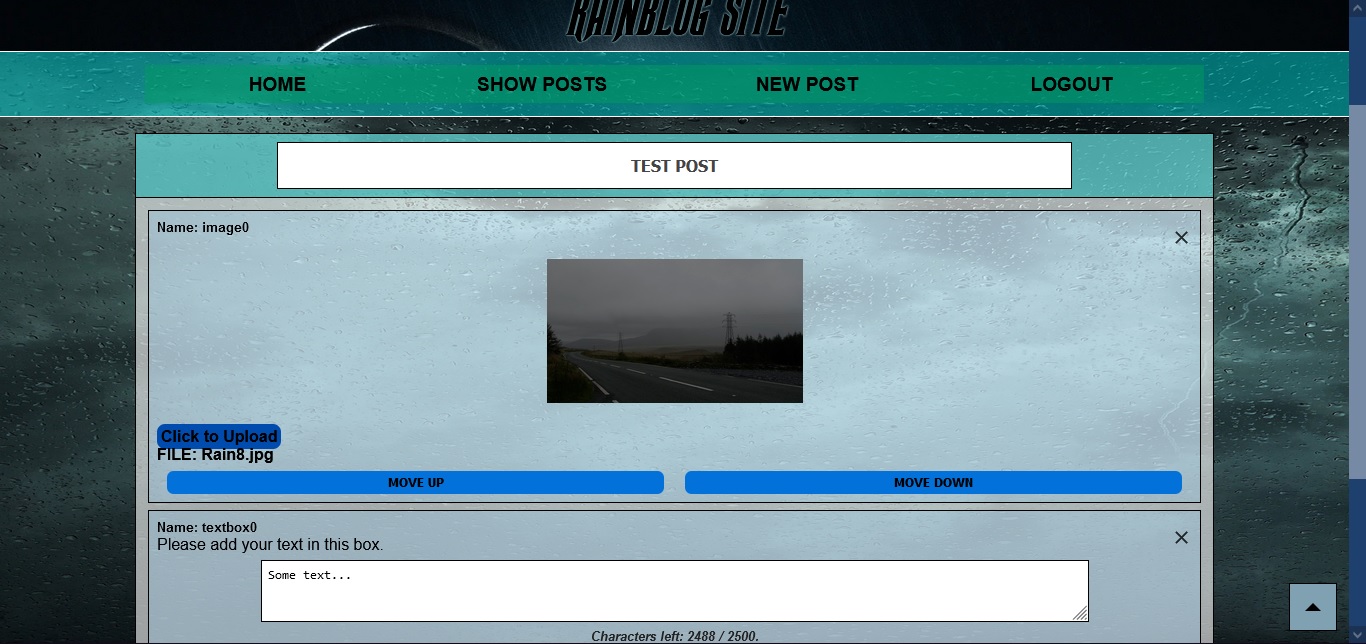 RAINBLOG SITE
HOME SHOW POSTS NEW POST LOGOUT
TEST POST
Name: image0
Click to Upload
FILE: Rain8.jpg
MOVE UP MOVE DOWN
Name: textbox0
Please add your text in this box.
Some text...
Characters left: 2488 / 2500.